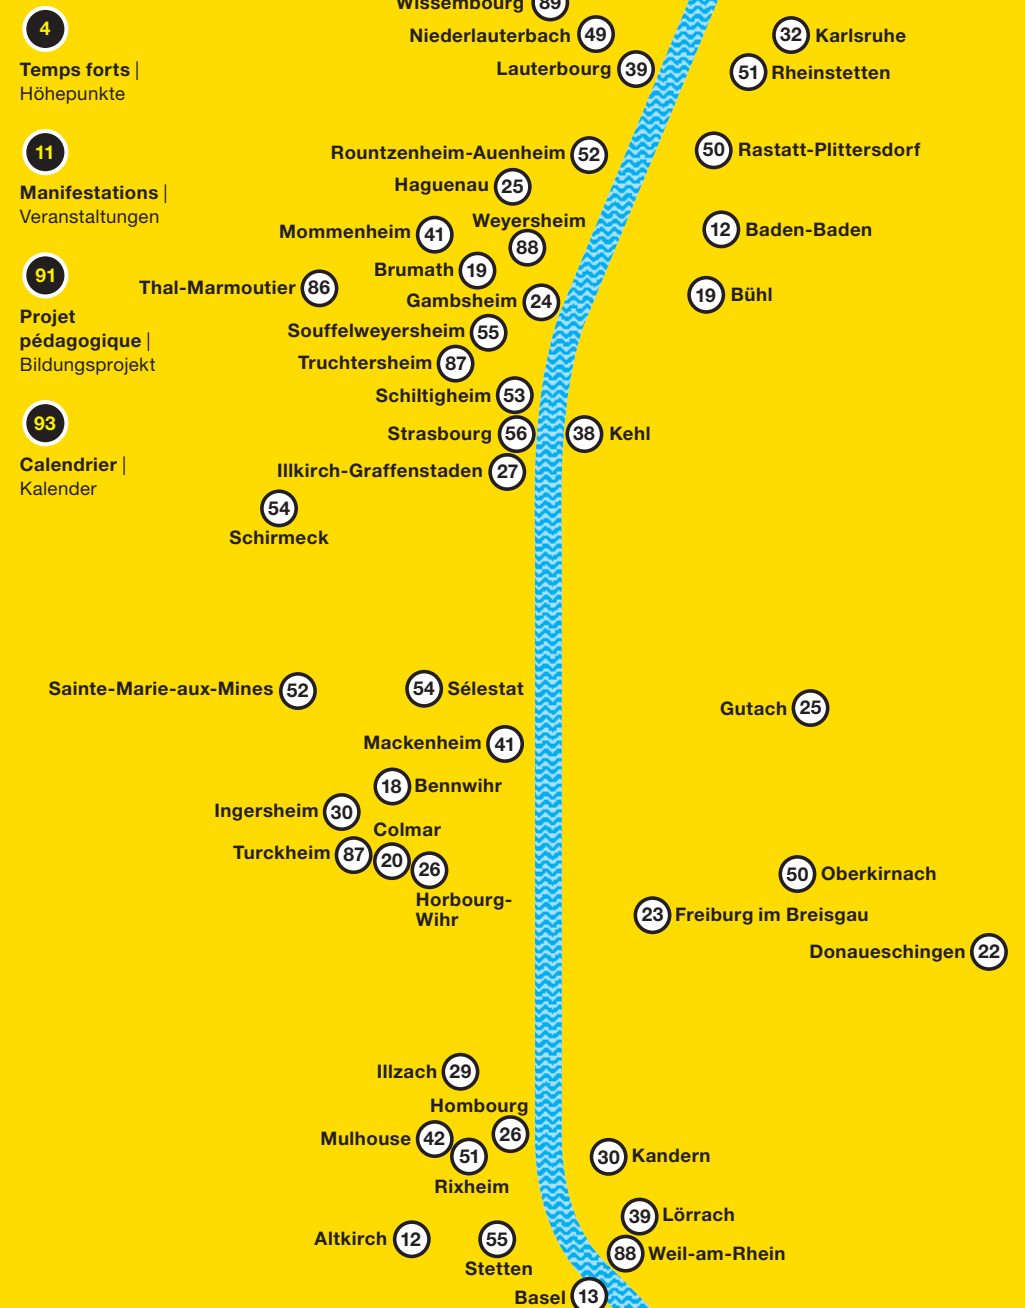 4
Temps forts |
Höhepunkte
11
Manifestations |
Veranstaltungen
91
Projet
pédagogique |
Bildungsprojekt
93
Calendrier |
Kalender
Wissembourg 89
Niederlauterbach 49
32 Karlsruhe
Lauterbourg 39
51 Rheinstetten
Rountzenheim-Auenheim 52
50 Rastatt-Plittersdorf
Haguenau 25
Weyersheim
88
Mommenheim 41
12 Baden-Baden
Brumath 19
Thal-Marmoutier 86
Gambsheim 24
19 Bühl
Souffelweyersheim 55
Truchtersheim 87
Schiltigheim 53
Strasbourg 56
38 Kehl
Illkirch-Graffenstaden 27
54
Schirmeck
Sainte-Marie-aux-Mines 52
54 Sélestat
Gutach 25
Mackenheim 41
18 Bennwihr
Ingersheim 30
Colmar
20
Turckheim 87
26
Horbourg-
Wihr
50 Oberkirnach
23 Freiburg im Breisgau
Donaueschingen 22
Illzach 29
Hombourg
26
Mulhouse 42
51
Rixheim
30 Kandern
39 Lörrach
Altkirch 12
55
Stetten
88 Weil-am-Rhein
Basel 13